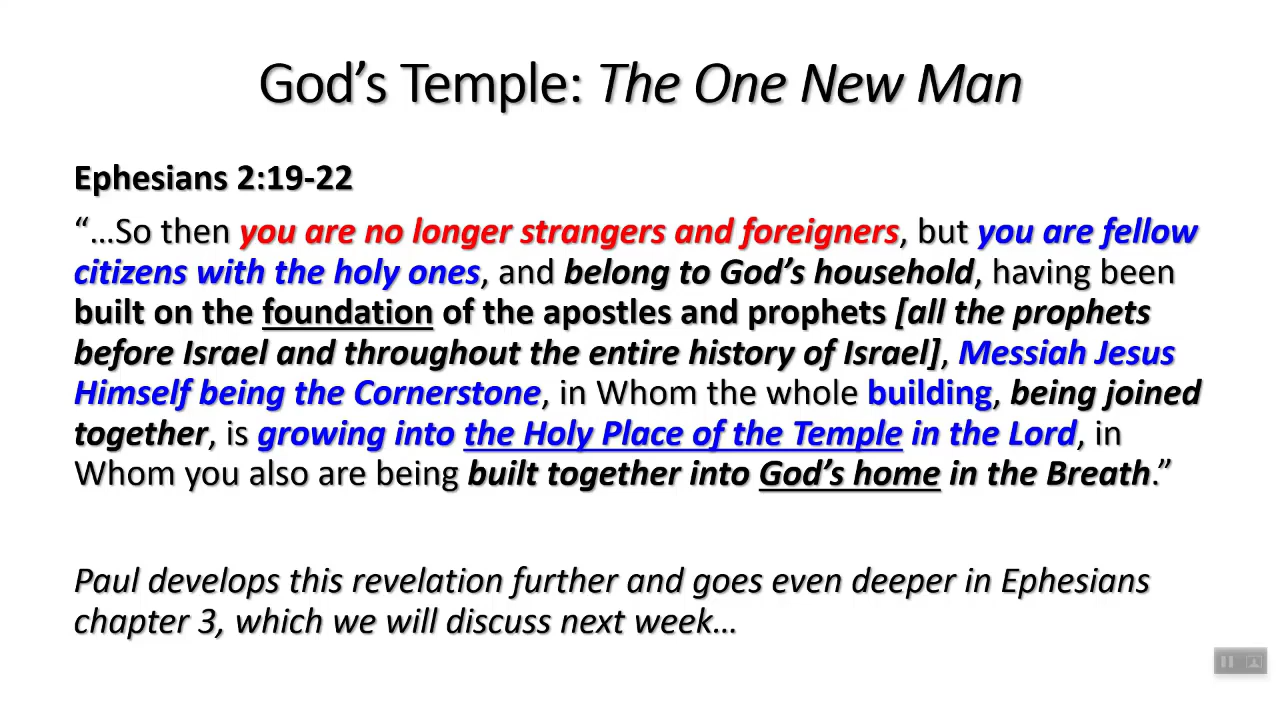 God’s Temple: The One New Man
Ephesians 2:19-22
“…So then you are no longer strangers and foreigners, but you are fellow
citizens with the holy ones, and belong to God’s household, having been
built on the foundation of the apostles and prophets [all the prophets
before Israel and throughout the entire history of Israel], Messiah Jesus
Himself being the Cornerstone, in Whom the whole building, being joined
together, is growing into the Holy Place of the Temple in the Lord, in
Whom you also are being built together into God’s home in the Breath.”
Paul develops this revelation further and goes even deeper in Ephesians
chapter 3, which we will discuss next week…